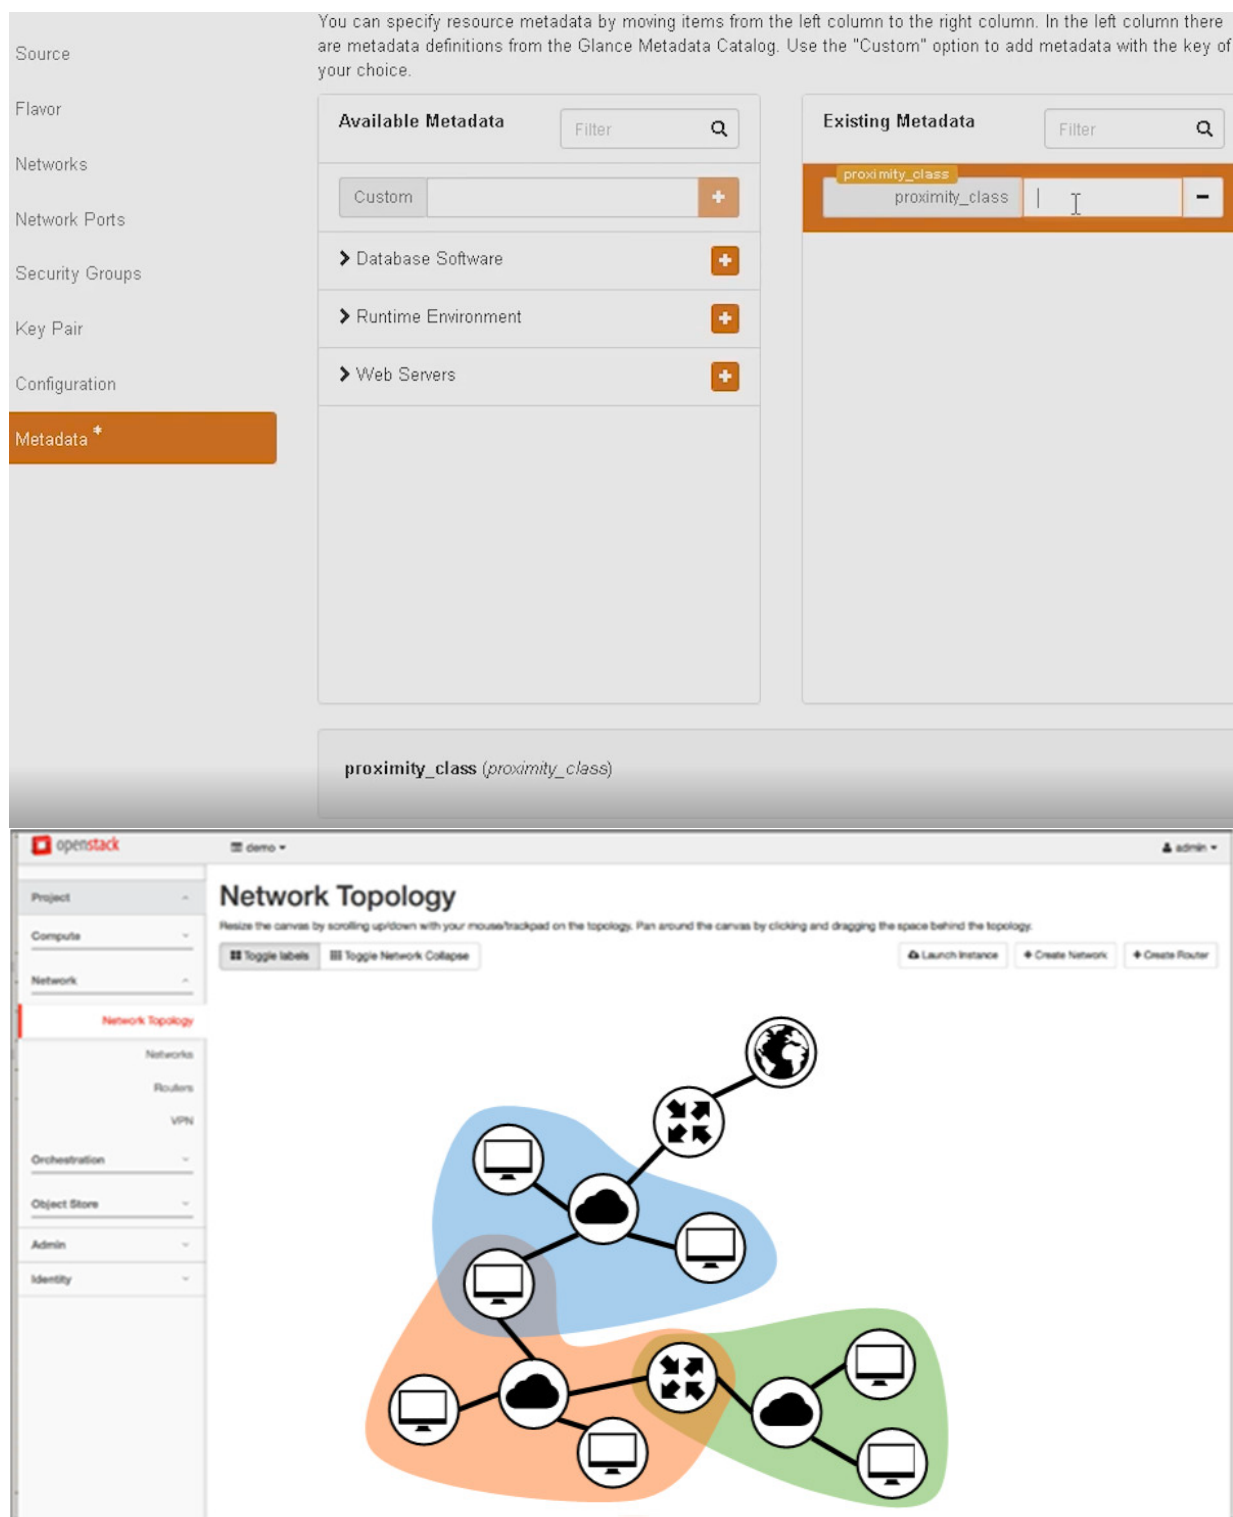 You can specify resource metadata by moving items from the left column to the right column. In the left column there
are metadata definitions from the Glance Metadata Catalog. Use the "Custom" option to add metadata with the key of
your choice.
Source
Flavor
Networks
Network Ports
Security Groups
Key Pair
Configuration
Metadata *
Available Metadata
Filter
Custom
Database Software
Runtime Environment
Web Servers
Existing Metadata
Filter
proximity_class
proximity_class
proximity_class (proximity_class)
openstack
demo
admin
Project
Compute
Network
Network Topology
Networks
Routers
VPN
Orchestration
Object Store
Admin
Identity
Network Topology
Resize the canvas by scrolling up/down with your mouse/trackpad on the topology. Pan around the canvas by clicking and dragging the space behind the topology.
Toggle labels
Toggle Network Collapse
Launch Instance
+ Create Network
+ Create Router